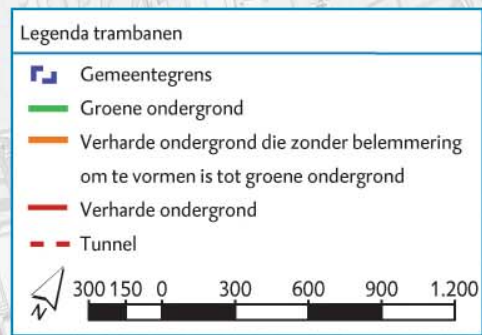 Legenda trambanen
Gemeentegrens
Groene ondergrond
Verharde ondergrond die zonder belemmering
om te vormen is tot groene ondergrond
Verharde ondergrond
Tunnel
N
300 150 0 300 600 900 1.200